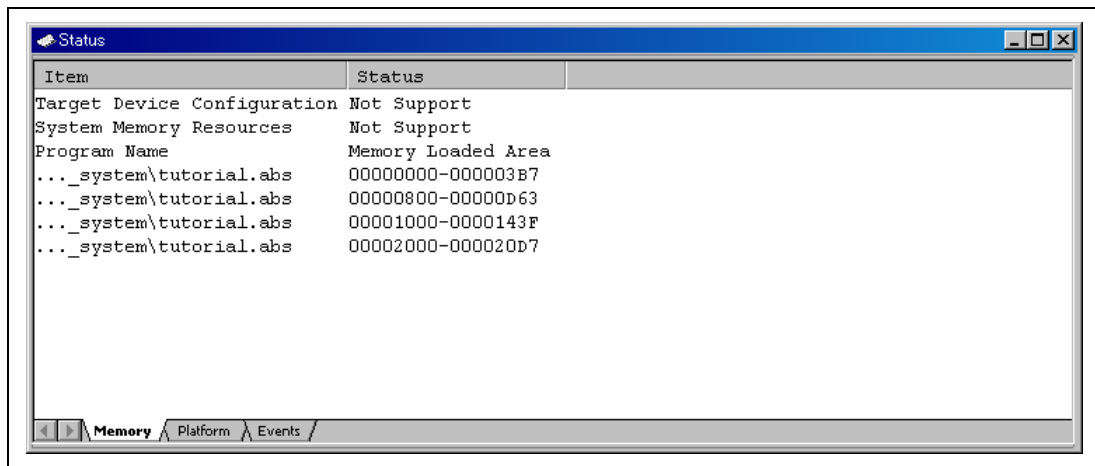 Status
Item Status
Target Device Configuration Not Support
System Memory Resources Not Support
Program Name Memory Loaded Area
..._system\tutorial.abs 00000000-000003B7
..._system\tutorial.abs 00000800-00000D63
..._system\tutorial.abs 00001000-0000143F
..._system\tutorial.abs 00002000-000020D7
Memory Platform Events